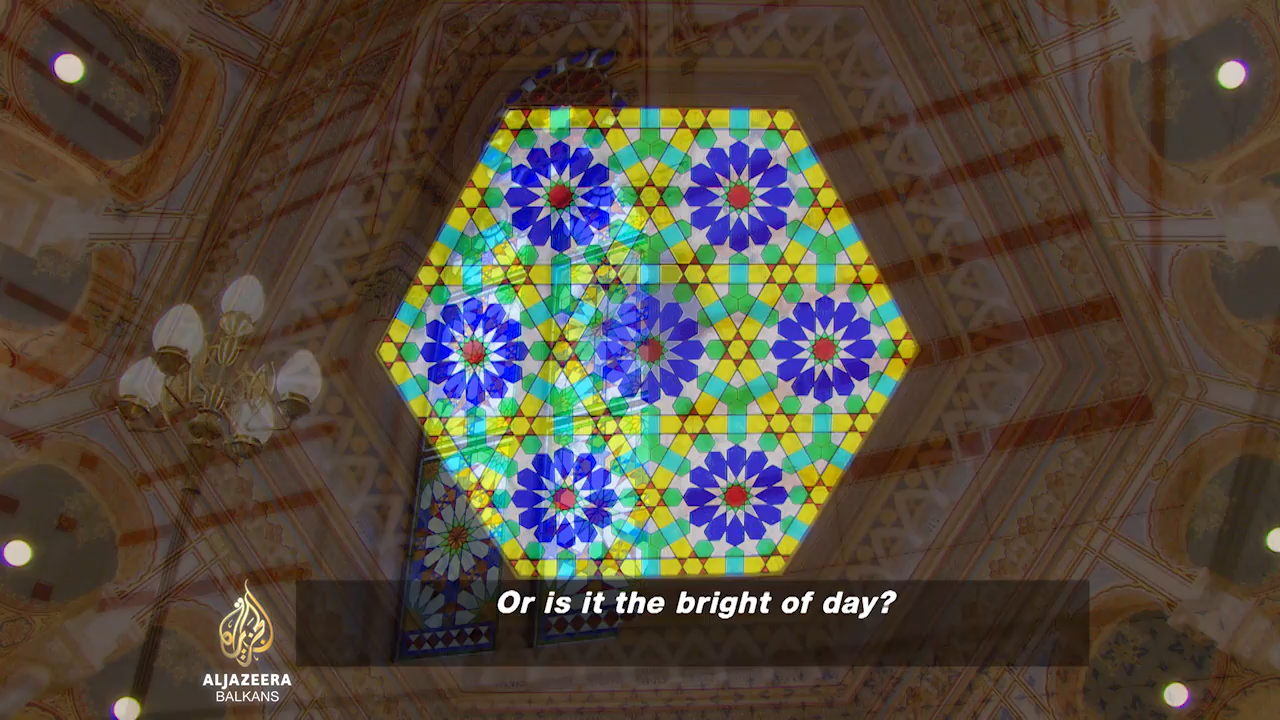 Or is it the bright of day?
الجزيرة
ALJAZEERA
BALKANS